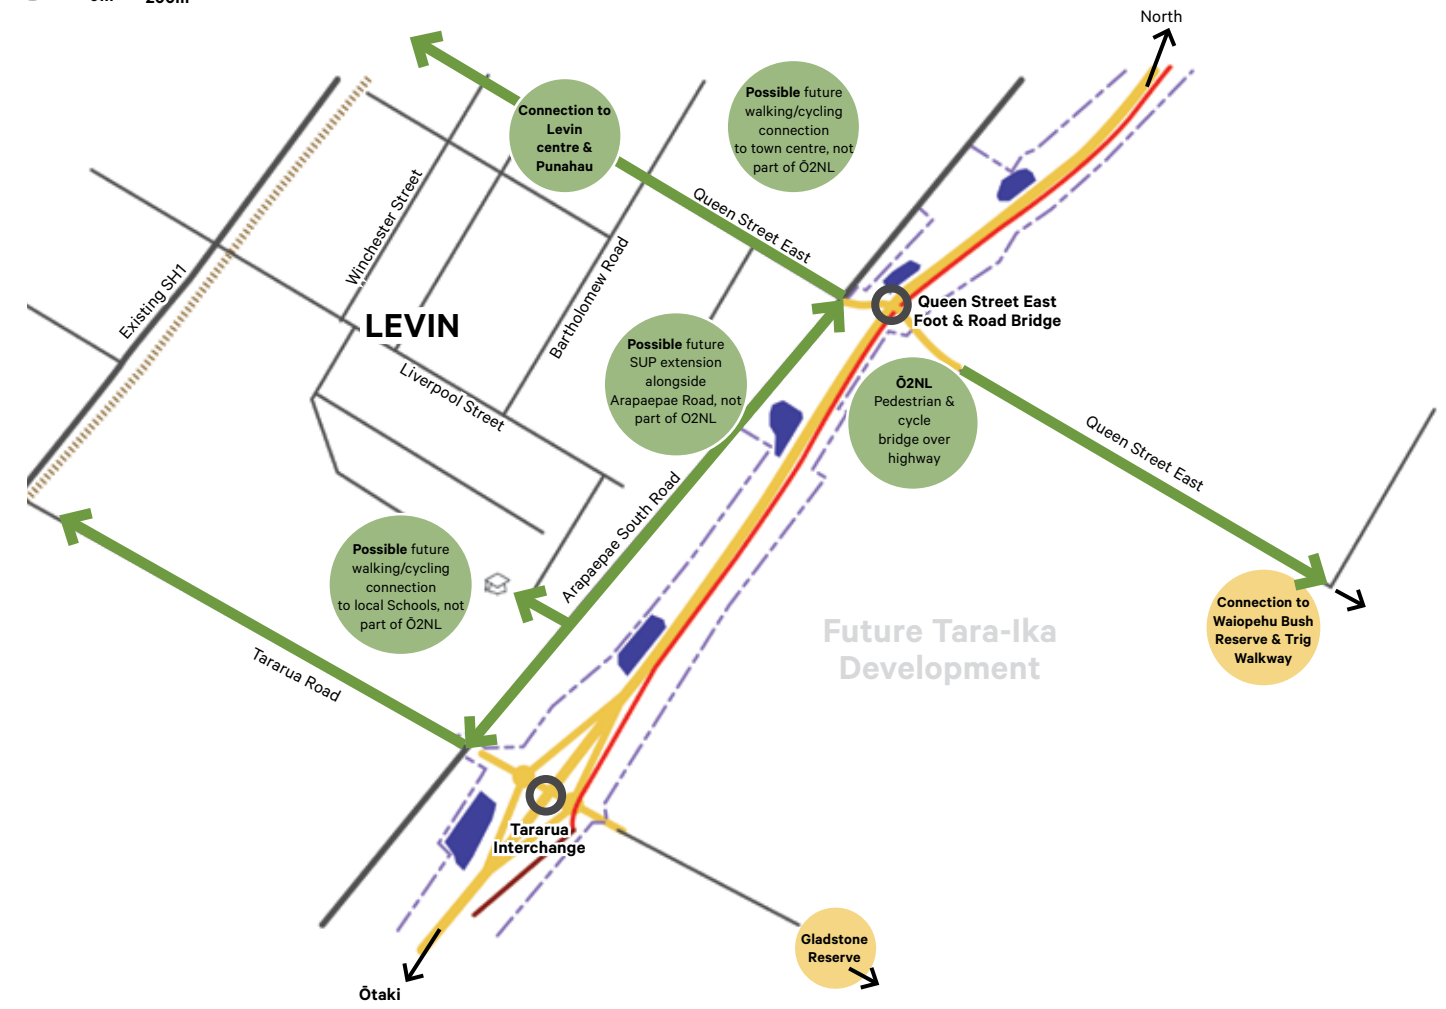 North
Connection to
Levin
centre &
Punahau
Possible future
walking/cycling
connection
to town centre, not
part of Ō2NL
Queen Street East
Winchester Street
Existing SH1
Bartholomew Road
LEVIN
Liverpool Street
Queen Street East
Foot & Road Bridge
Possible future
SUP extension
alongside
Arapaepae Road, not
part of O2NL
Ō2NL
Pedestrian &
cycle
bridge over
highway
Queen Street East
Arapaepae South Road
Possible future
walking/cycling
connection
to local Schools, not
part of Ō2NL
Connection to
Waiopehu Bush
Reserve & Trig
Walkway
Future Tara-Ika
Development
Tararua Road
Tararua
Interchange
Gladstone
Reserve
Ōtaki